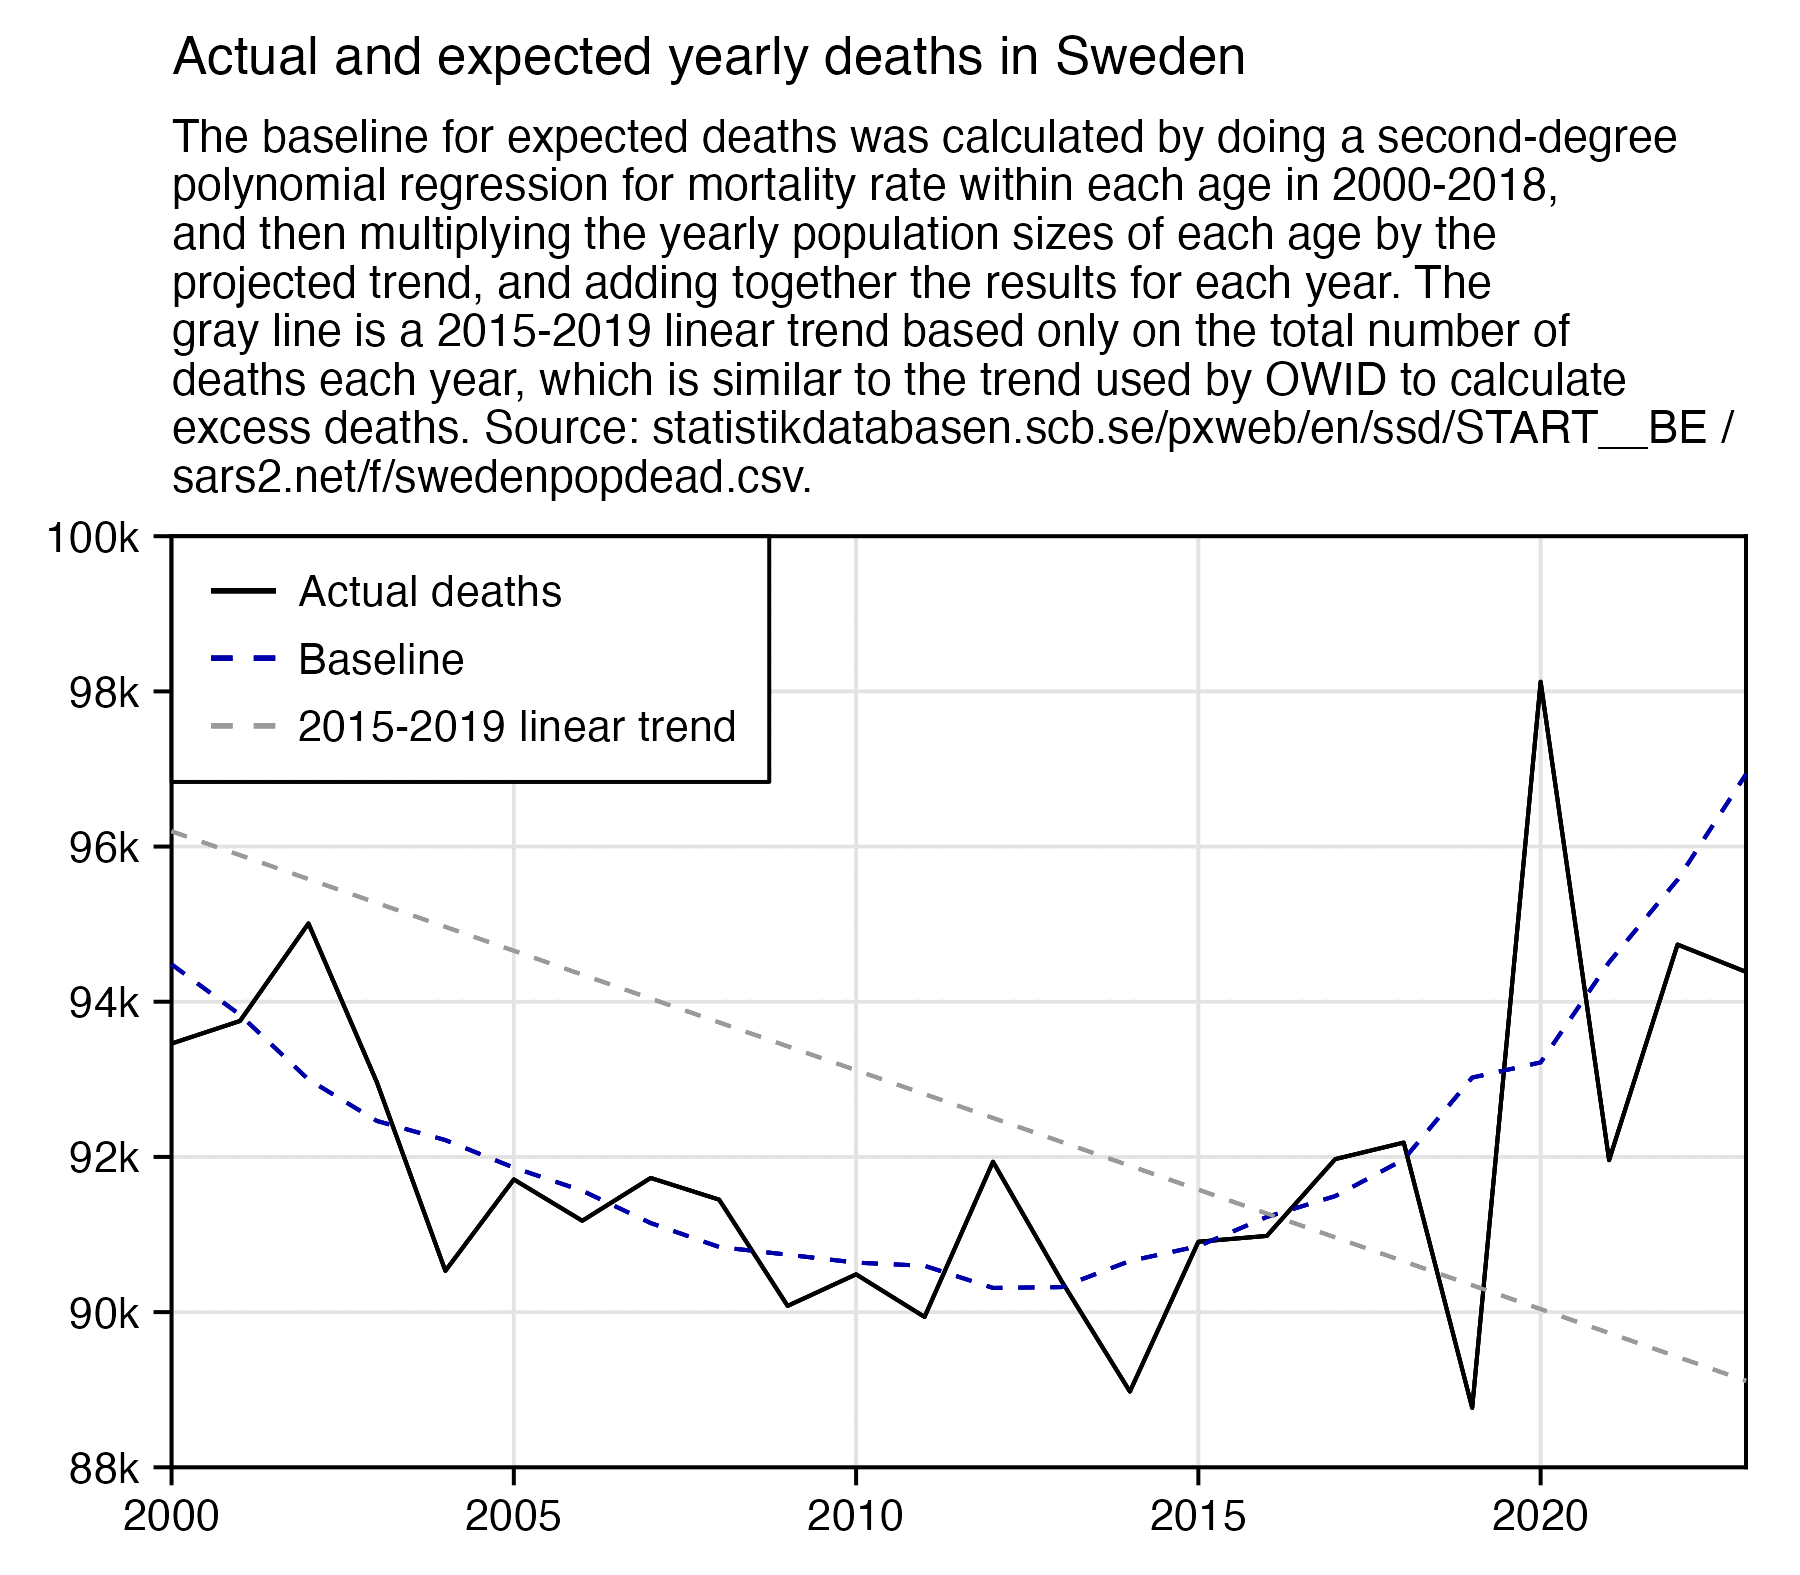 Actual and expected yearly deaths in Sweden
The baseline for expected deaths was calculated by doing a second-degree
polynomial regression for mortality rate within each age in 2000-2018,
and then multiplying the yearly population sizes of each age by the
projected trend, and adding together the results for each year. The
gray line is a 2015-2019 linear trend based only on the total number of
deaths each year, which is similar to the trend used by OWID to calculate
excess deaths. Source: statistikdatabasen.scb.se/pxweb/en/ssd/START__BE /
sars2.net/f/swedenpopdead.csv.
100k
Actual deaths
Baseline
98k
2015-2019 linear trend
96k
94k
92k
90k
88k
2000 2005 2010 2015 2020